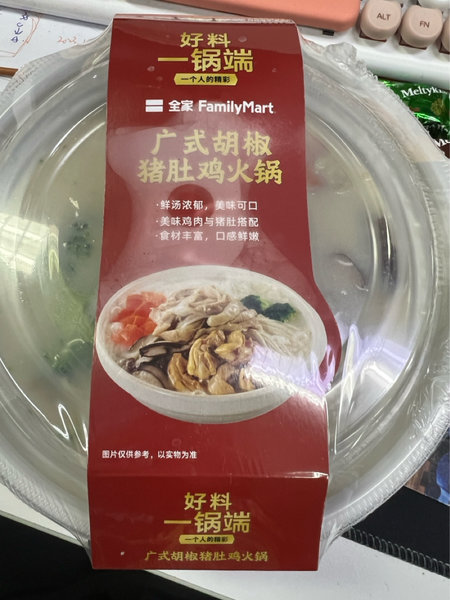 ALT
FN
Meltyki
好料
一锅端
一个人的精彩
全家 FamilyMart
广式胡椒
猪肚鸡火锅
·鲜汤浓郁，美味可口
·美味鸡肉与猪肚搭配
·食材丰富，口感鲜嫩
图片仅供参考，以实物为准
好料
一锅端
一个人的精彩
广式胡椒猪肚鸡火锅